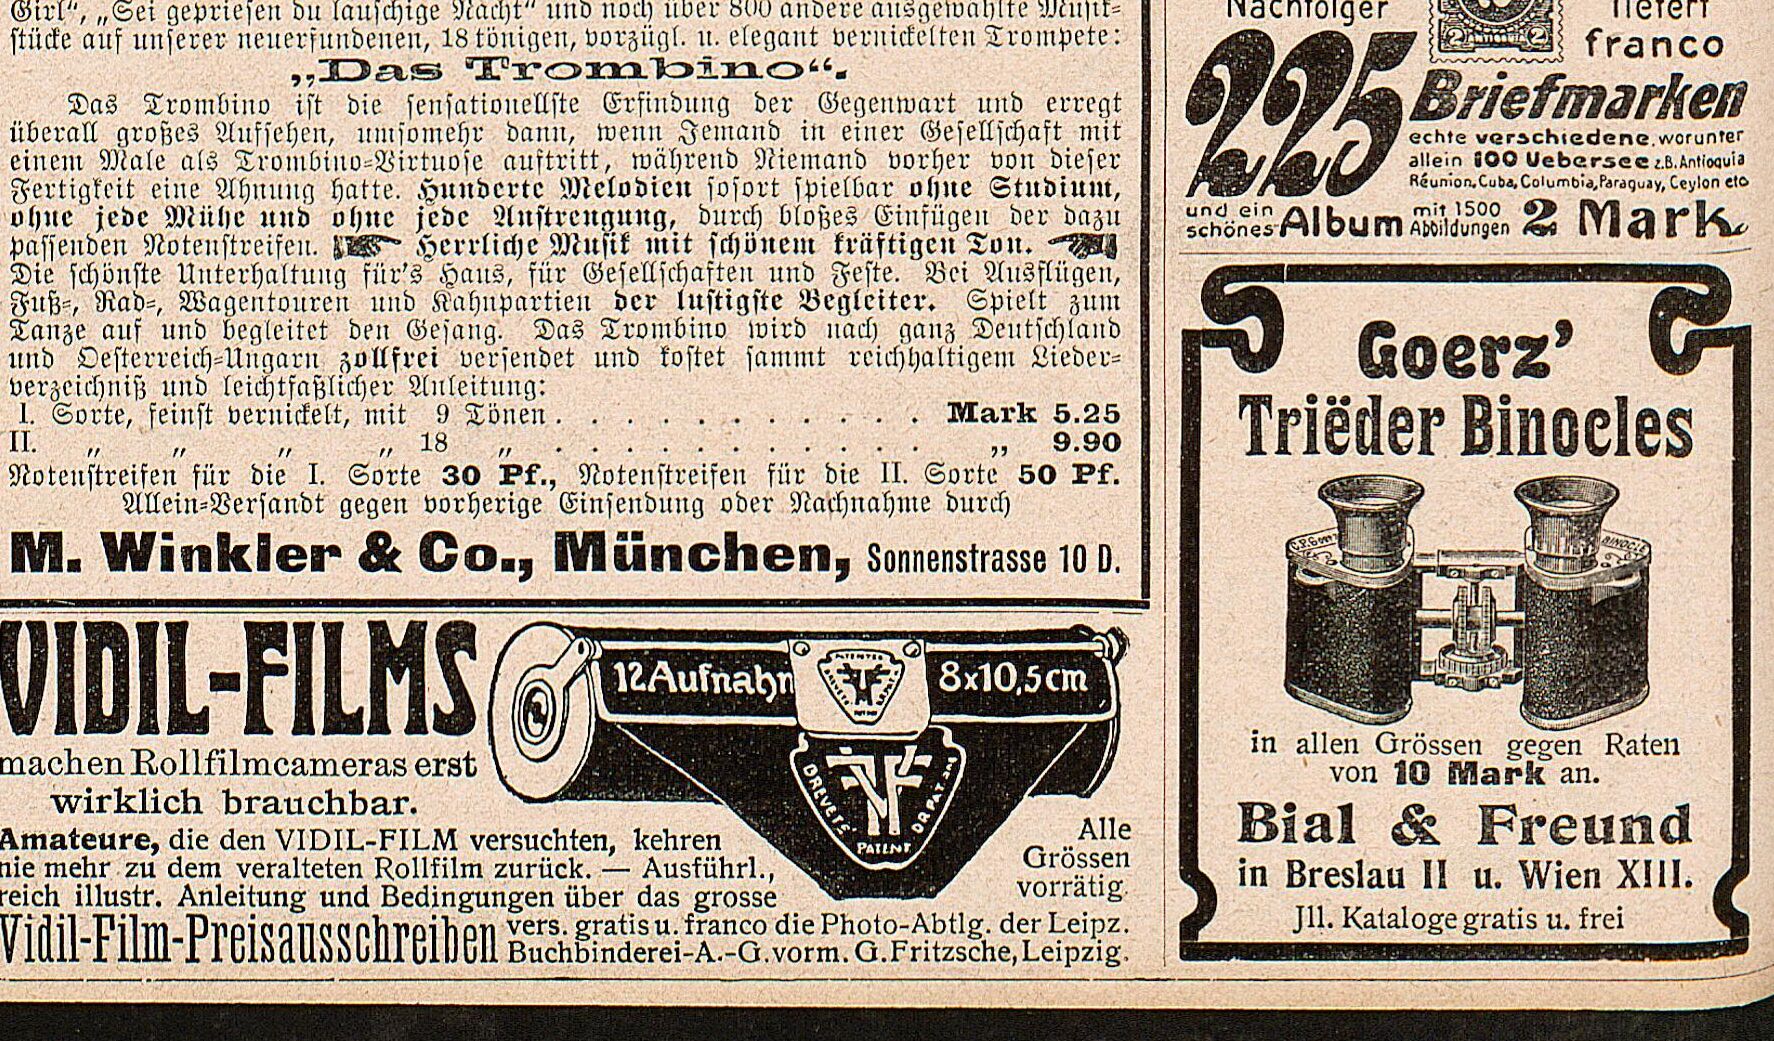 Girl“, „Sei gepriesen du lauschige Nacht“ und noch über 800 andere ausgewählte Musik=
stücke auf unserer neuerfundenen, 18 tönigen, vorzügl. u. elegant vernickelten Trompete:
„Das Trombino“.
Das Trombino ist die sensationellste Erfindung der Gegenwart und erregt
überall großes Aufsehen, umsomehr dann, wenn Jemand in einer Gesellschaft mit
einem Male als Trombino=Virtuose auftritt, während Niemand vorher von dieser
Fertigkeit eine Ahnung hatte. Hunderte Melodien sofort spielbar ohne Studium,
ohne jede Mühe und ohne jede Anstrengung, durch bloßes Einfügen der dazu
passenden Notenstreifen. Herrliche Musik mit schönem kräftigen Ton.
Die schönste Unterhaltung für's Haus, für Gesellschaften und Feste. Bei Ausflügen,
Fuß=, Rad=, Wagentouren und Kahnpartien der lustigste Begleiter. Spielt zum
Tanze auf und begleitet den Gesang. Das Trombino wird nach ganz Deutschland
und Oesterreich=Ungarn zollfrei versendet und kostet sammt reichhaltigem Lieder=
verzeichniß und leichtfaßlicher Anleitung:
I. Sorte, feinst vernickelt, mit 9 Tönen . . . . . . . . . . . . Mark 5.25
II. „ „ „ „ 18 „ . . . . . . . . . . . . „ 9.90
Notenstreifen für die I. Sorte 30 Pf., Notenstreifen für die II. Sorte 50 Pf.
Allein=Versandt gegen vorherige Einsendung oder Nachnahme durch
M. Winkler & Co., München, Sonnenstrasse 10 D.
VIDIL-FILMS
machen Rollfilmcameras erst
wirklich brauchbar.
Amateure, die den VIDIL-FILM versuchten, kehren
nie mehr zu dem veralteten Rollfilm zurück. — Ausführl.,
reich illustr. Anleitung und Bedingungen über das grosse
Vidil-Film-Preisausschreiben vers. gratis u. franco die Photo-Abtlg. der Leipz.
Buchbinderei-A.-G. vorm. G. Fritzsche, Leipzig.
12 Aufnahm 8x10,5cm
PATENT
D.R.PAT.
Alle
Grössen
vorrätig.
Nachfolger liefert
franco
225 Briefmarken
echte verschiedene, worunter
allein 100 Uebersee z.B. Antioquia
Réunion, Cuba, Columbia, Paraguay, Ceylon etc
und ein
schönes Album mit 1500
Abbildungen 2 Mark.
Goerz’
Triëder Binocles
BINOCLE
in allen Grössen gegen Raten
von 10 Mark an.
Bial & Freund
in Breslau II u. Wien XIII.
Jll. Kataloge gratis u. frei